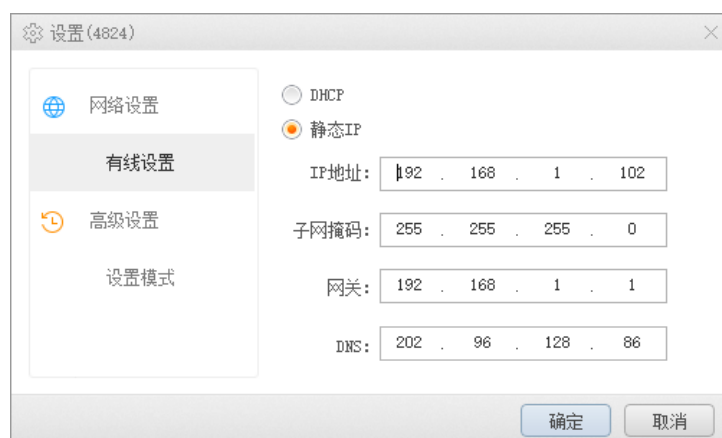 设置(4824)
网络设置
有线设置
高级设置
设置模式
DHCP
静态IP
IP地址: 192 . 168 . 1 . 102
子网掩码: 255 . 255 . 255 . 0
网关: 192 . 168 . 1 . 1
DNS: 202 . 96 . 128 . 86
确定 取消